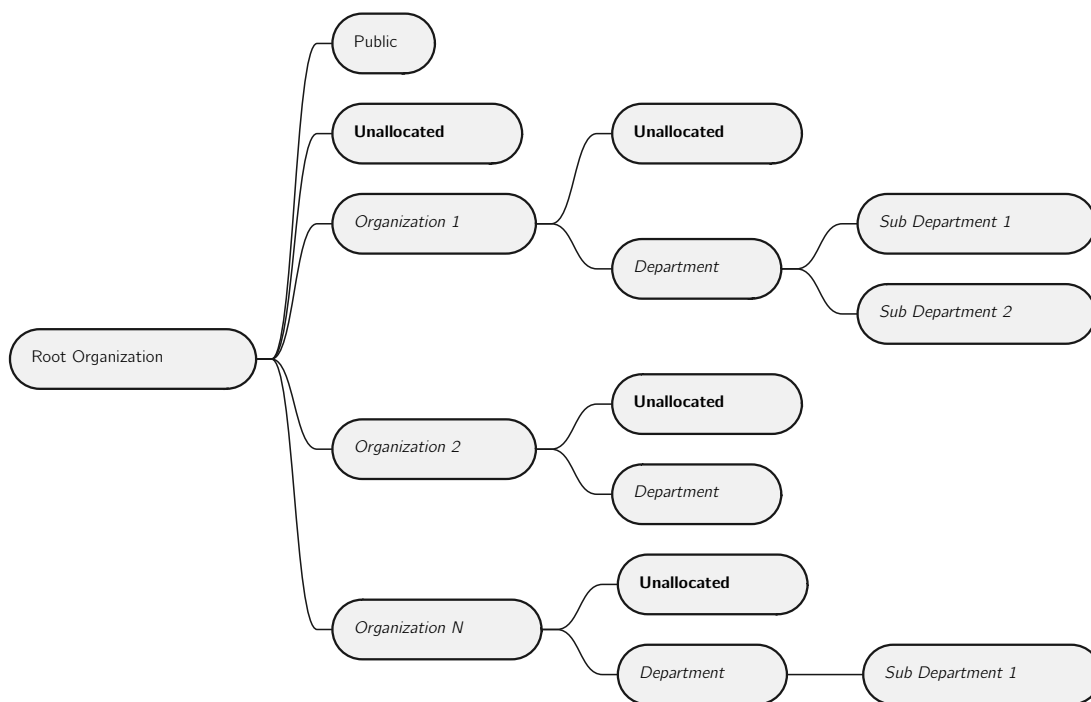 Public
Unallocated
Unallocated
Organization 1
Sub Department 1
Department
Sub Department 2
Root Organization
Unallocated
Organization 2
Department
Unallocated
Organization N
Department
Sub Department 1